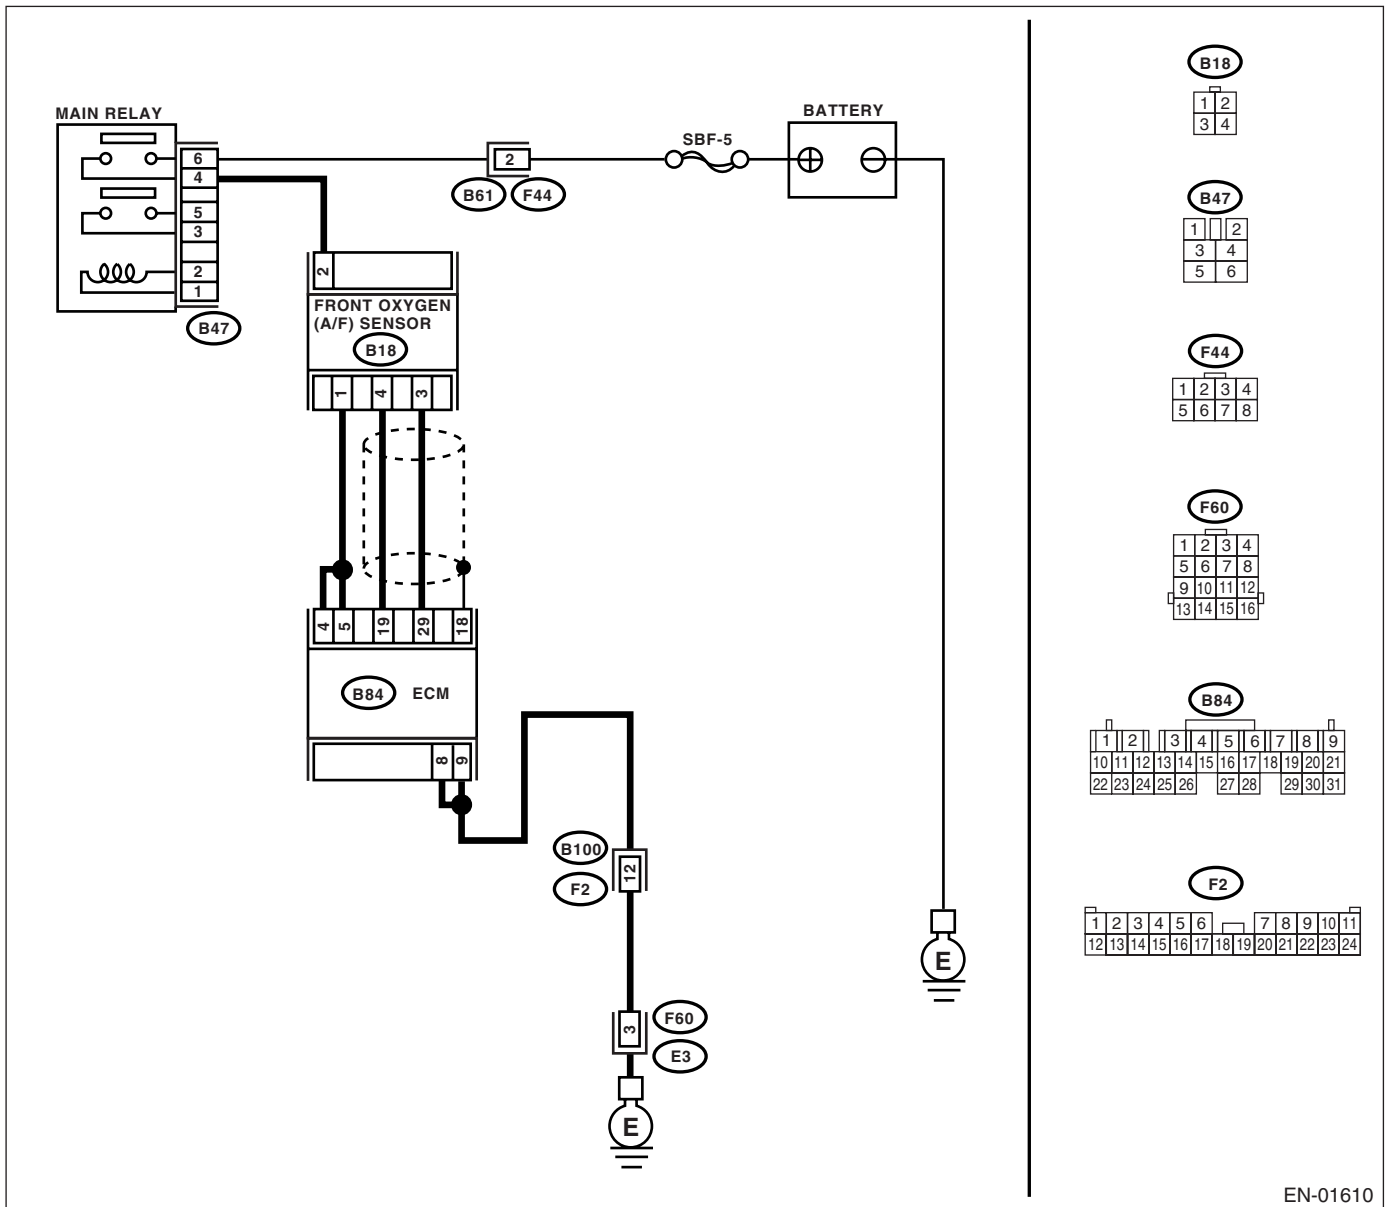 MAIN RELAY
6
4
5
3
2
1
B47
2
B61 F44
SBF-5
BATTERY
2
FRONT OXYGEN
(A/F) SENSOR
B18
1 4 3
4 5 19 29 18
B84 ECM
8 9
B100
F2
12
3
F60
E3
E
E
B18
1 2
3 4
B47
1 2
3 4
5 6
F44
1 2 3 4
5 6 7 8
F60
1 2 3 4
5 6 7 8
9 10 11 12
13 14 15 16
B84
1 2 3 4 5 6 7 8 9
10 11 12 13 14 15 16 17 18 19 20 21
22 23 24 25 26 27 28 29 30 31
F2
1 2 3 4 5 6 7 8 9 10 11
12 13 14 15 16 17 18 19 20 21 22 23 24
EN-01610